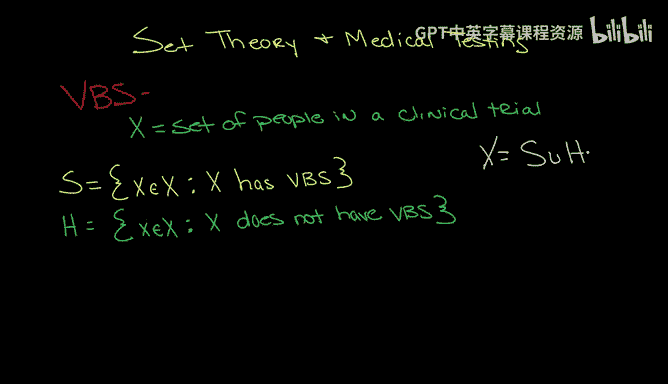 Set Theory & Medical Testing
GPT中英字幕课程资源 bilibili
VBS-
X = set of people in a clinical trial
X = S ∪ H.
S = {x ∈ X : x has VBS}
H = {x ∈ X : x does not have VBS}